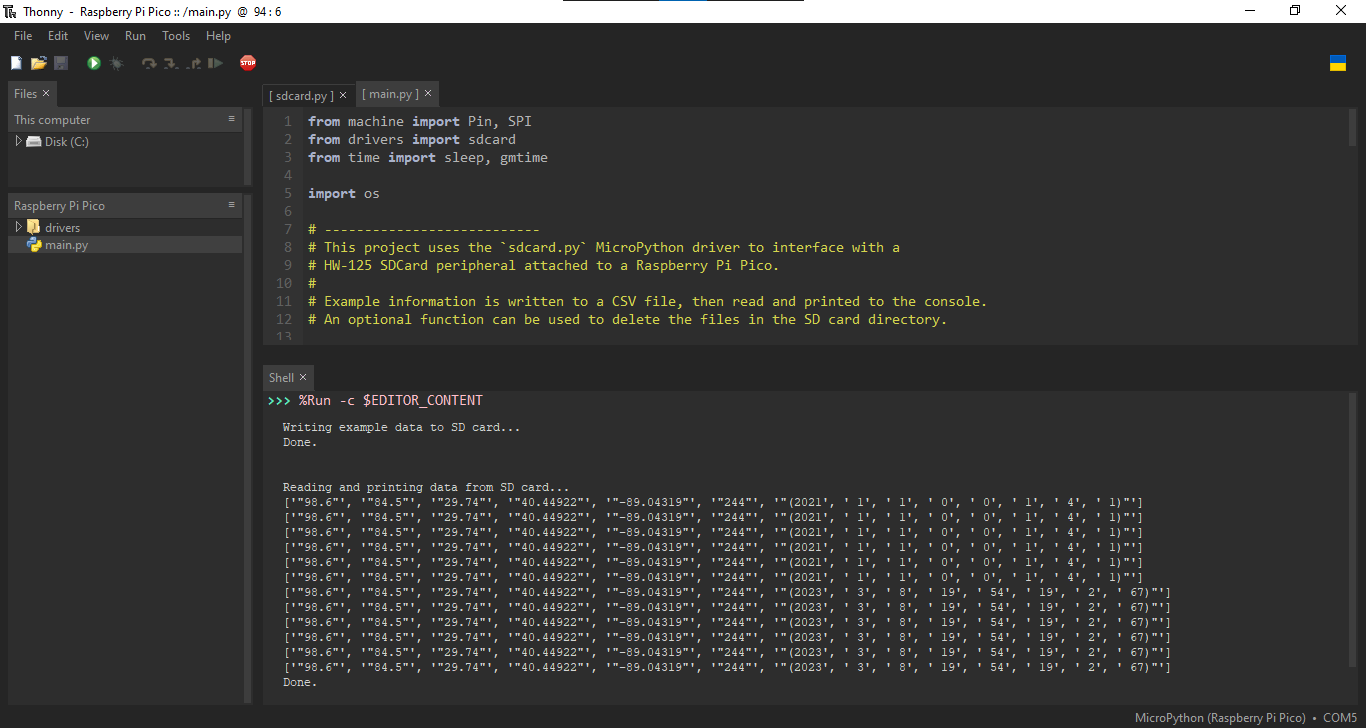 Thonny - Raspberry Pi Pico :: /main.py @ 94 : 6
File Edit View Run Tools Help
STOP
Files ×
This computer
Disk (C:)
Raspberry Pi Pico
drivers
main.py
[ sdcard.py ] × [ main.py ] ×
1 from machine import Pin, SPI
2 from drivers import sdcard
3 from time import sleep, gmtime
4
5 import os
6
7 # ---------------------------
8 # This project uses the `sdcard.py` MicroPython driver to interface with a
9 # HW-125 SDCard peripheral attached to a Raspberry Pi Pico.
10 #
11 # Example information is written to a CSV file, then read and printed to the console.
12 # An optional function can be used to delete the files in the SD card directory.
13
Shell ×
>>> %Run -c $EDITOR_CONTENT
Writing example data to SD card...
Done.
Reading and printing data from SD card...
['"98.6"', '"84.5"', '"29.74"', '"40.44922"', '"-89.04319"', '"244"', '"(2021', ' 1', ' 1', ' 0', ' 0', ' 1', ' 4', ' 1)"']
['"98.6"', '"84.5"', '"29.74"', '"40.44922"', '"-89.04319"', '"244"', '"(2021', ' 1', ' 1', ' 0', ' 0', ' 1', ' 4', ' 1)"']
['"98.6"', '"84.5"', '"29.74"', '"40.44922"', '"-89.04319"', '"244"', '"(2021', ' 1', ' 1', ' 0', ' 0', ' 1', ' 4', ' 1)"']
['"98.6"', '"84.5"', '"29.74"', '"40.44922"', '"-89.04319"', '"244"', '"(2021', ' 1', ' 1', ' 0', ' 0', ' 1', ' 4', ' 1)"']
['"98.6"', '"84.5"', '"29.74"', '"40.44922"', '"-89.04319"', '"244"', '"(2021', ' 1', ' 1', ' 0', ' 0', ' 1', ' 4', ' 1)"']
['"98.6"', '"84.5"', '"29.74"', '"40.44922"', '"-89.04319"', '"244"', '"(2021', ' 1', ' 1', ' 0', ' 0', ' 1', ' 4', ' 1)"']
['"98.6"', '"84.5"', '"29.74"', '"40.44922"', '"-89.04319"', '"244"', '"(2023', ' 3', ' 8', ' 19', ' 54', ' 19', ' 2', ' 67)"']
['"98.6"', '"84.5"', '"29.74"', '"40.44922"', '"-89.04319"', '"244"', '"(2023', ' 3', ' 8', ' 19', ' 54', ' 19', ' 2', ' 67)"']
['"98.6"', '"84.5"', '"29.74"', '"40.44922"', '"-89.04319"', '"244"', '"(2023', ' 3', ' 8', ' 19', ' 54', ' 19', ' 2', ' 67)"']
['"98.6"', '"84.5"', '"29.74"', '"40.44922"', '"-89.04319"', '"244"', '"(2023', ' 3', ' 8', ' 19', ' 54', ' 19', ' 2', ' 67)"']
['"98.6"', '"84.5"', '"29.74"', '"40.44922"', '"-89.04319"', '"244"', '"(2023', ' 3', ' 8', ' 19', ' 54', ' 19', ' 2', ' 67)"']
['"98.6"', '"84.5"', '"29.74"', '"40.44922"', '"-89.04319"', '"244"', '"(2023', ' 3', ' 8', ' 19', ' 54', ' 19', ' 2', ' 67)"']
Done.
MicroPython (Raspberry Pi Pico) • COM5